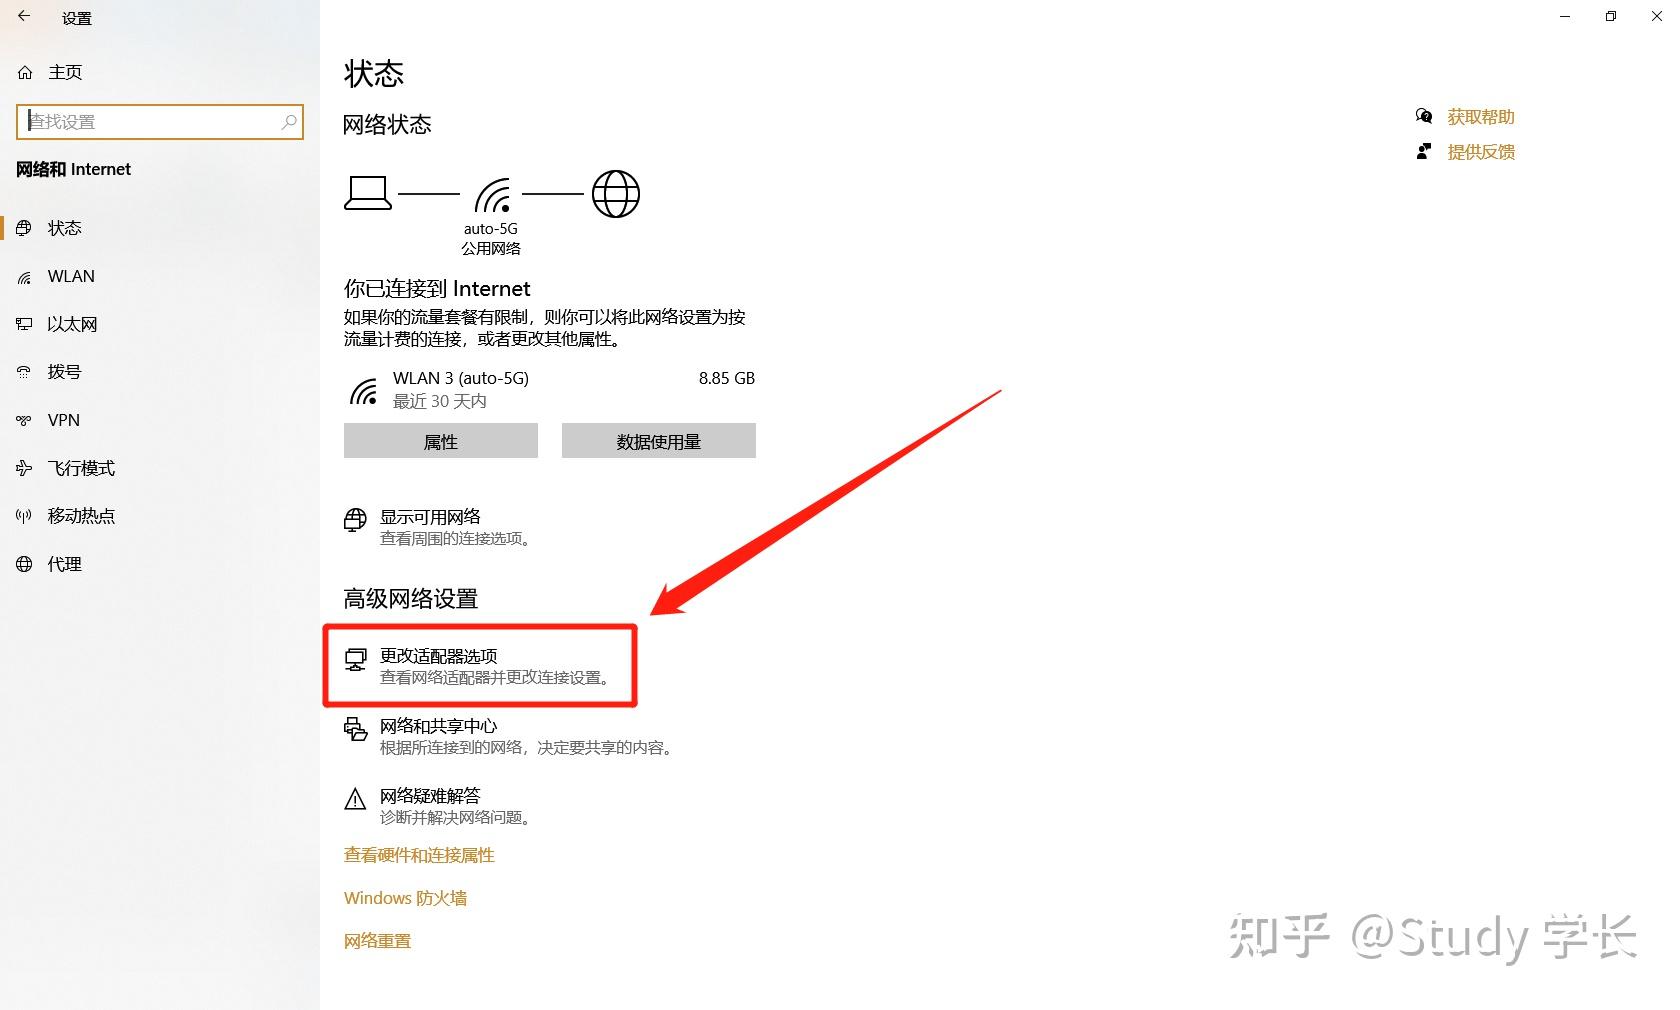 设置
主页
查找设置
网络和 Internet
状态
WLAN
以太网
拨号
VPN
飞行模式
移动热点
代理
状态
网络状态
auto-5G
公用网络
你已连接到 Internet
如果你的流量套餐有限制，则你可以将此网络设置为按
流量计费的连接，或者更改其他属性。
WLAN 3 (auto-5G)
8.85 GB
最近 30 天内
属性
数据使用量
显示可用网络
查看周围的连接选项。
高级网络设置
更改适配器选项
查看网络适配器并更改连接设置。
网络和共享中心
根据所连接到的网络，决定要共享的内容。
网络疑难解答
诊断并解决网络问题。
查看硬件和连接属性
Windows 防火墙
网络重置
获取帮助
提供反馈
知乎 @Study 学长